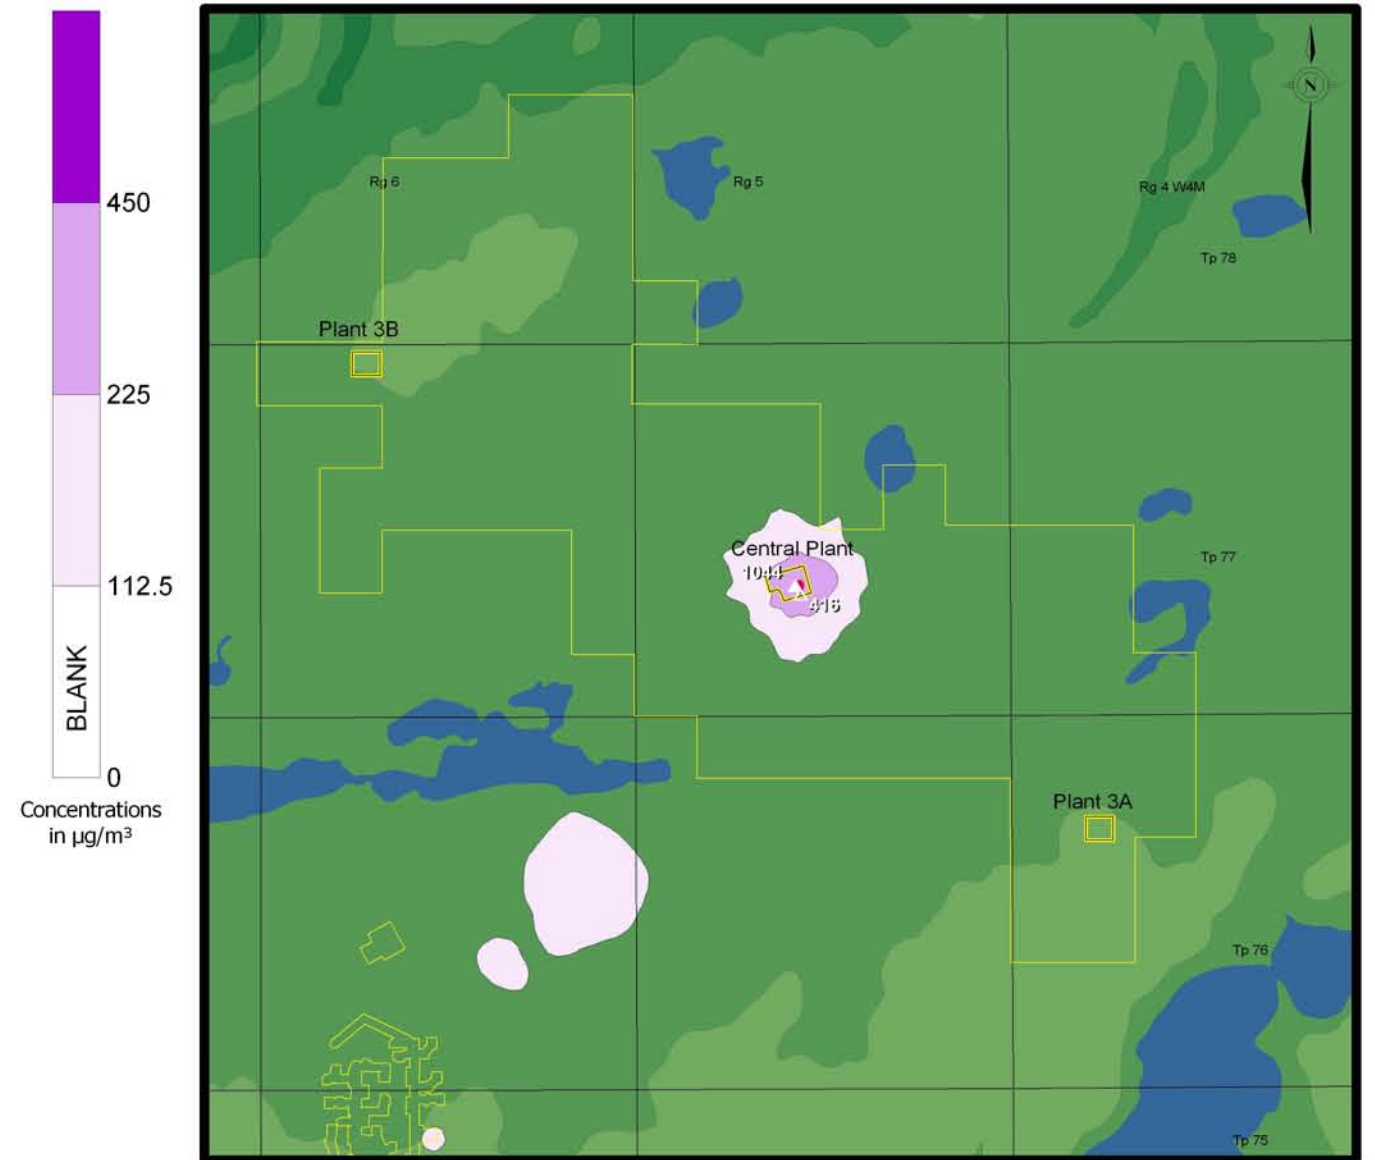 450
225
112.5
0
BLANK
Concentrations
in µg/m³
N
Rg 6
Rg 5
Rg 4 W4M
Tp 78
Plant 3B
Central Plant
1044
416
Tp 77
Plant 3A
Tp 76
Tp 75